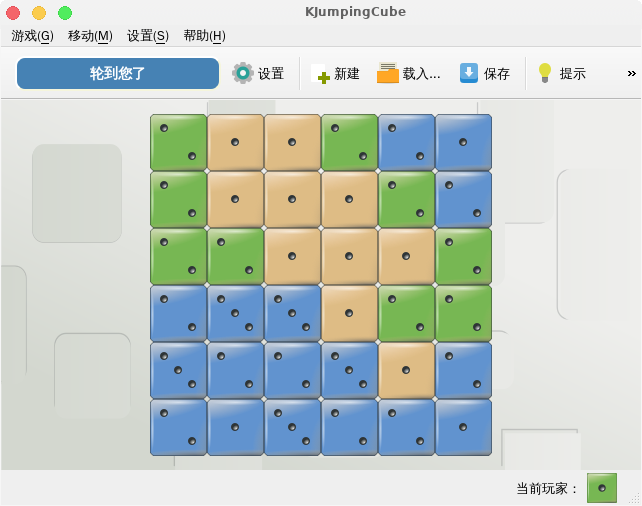 KJumpingCube
游戏(G) 移动(M) 设置(S) 帮助(H)
轮到您了 设置 新建 载入... 保存 提示 »
当前玩家：